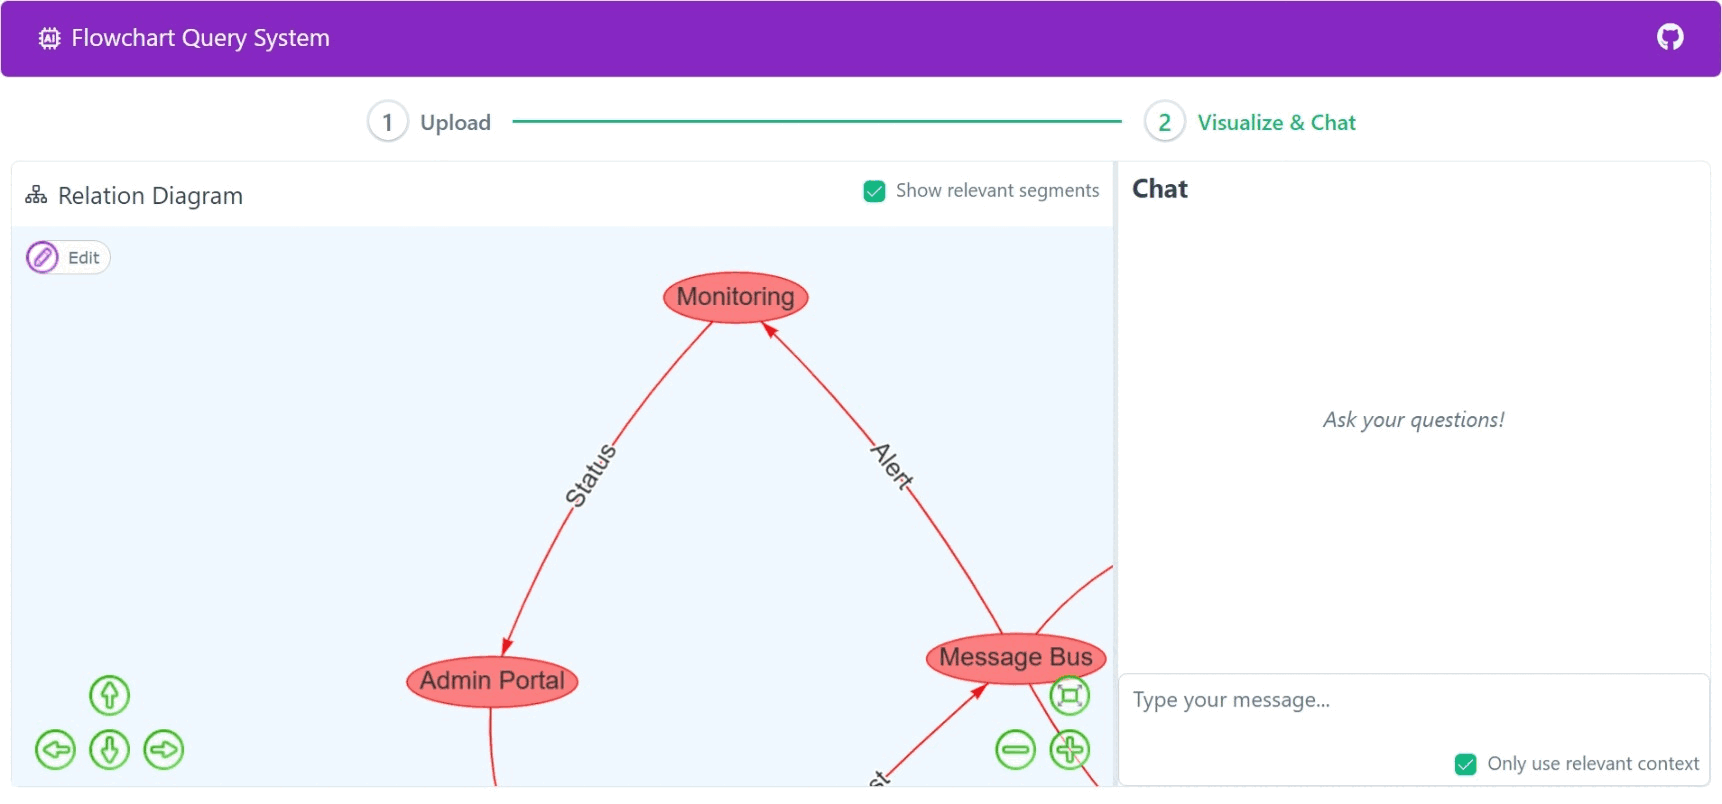 Flowchart Query System
1 Upload
2 Visualize & Chat
Relation Diagram
Show relevant segments
Chat
Edit
Monitoring
Ask your questions!
Status
Alert
Message Bus
Admin Portal
Type your message...
Only use relevant context